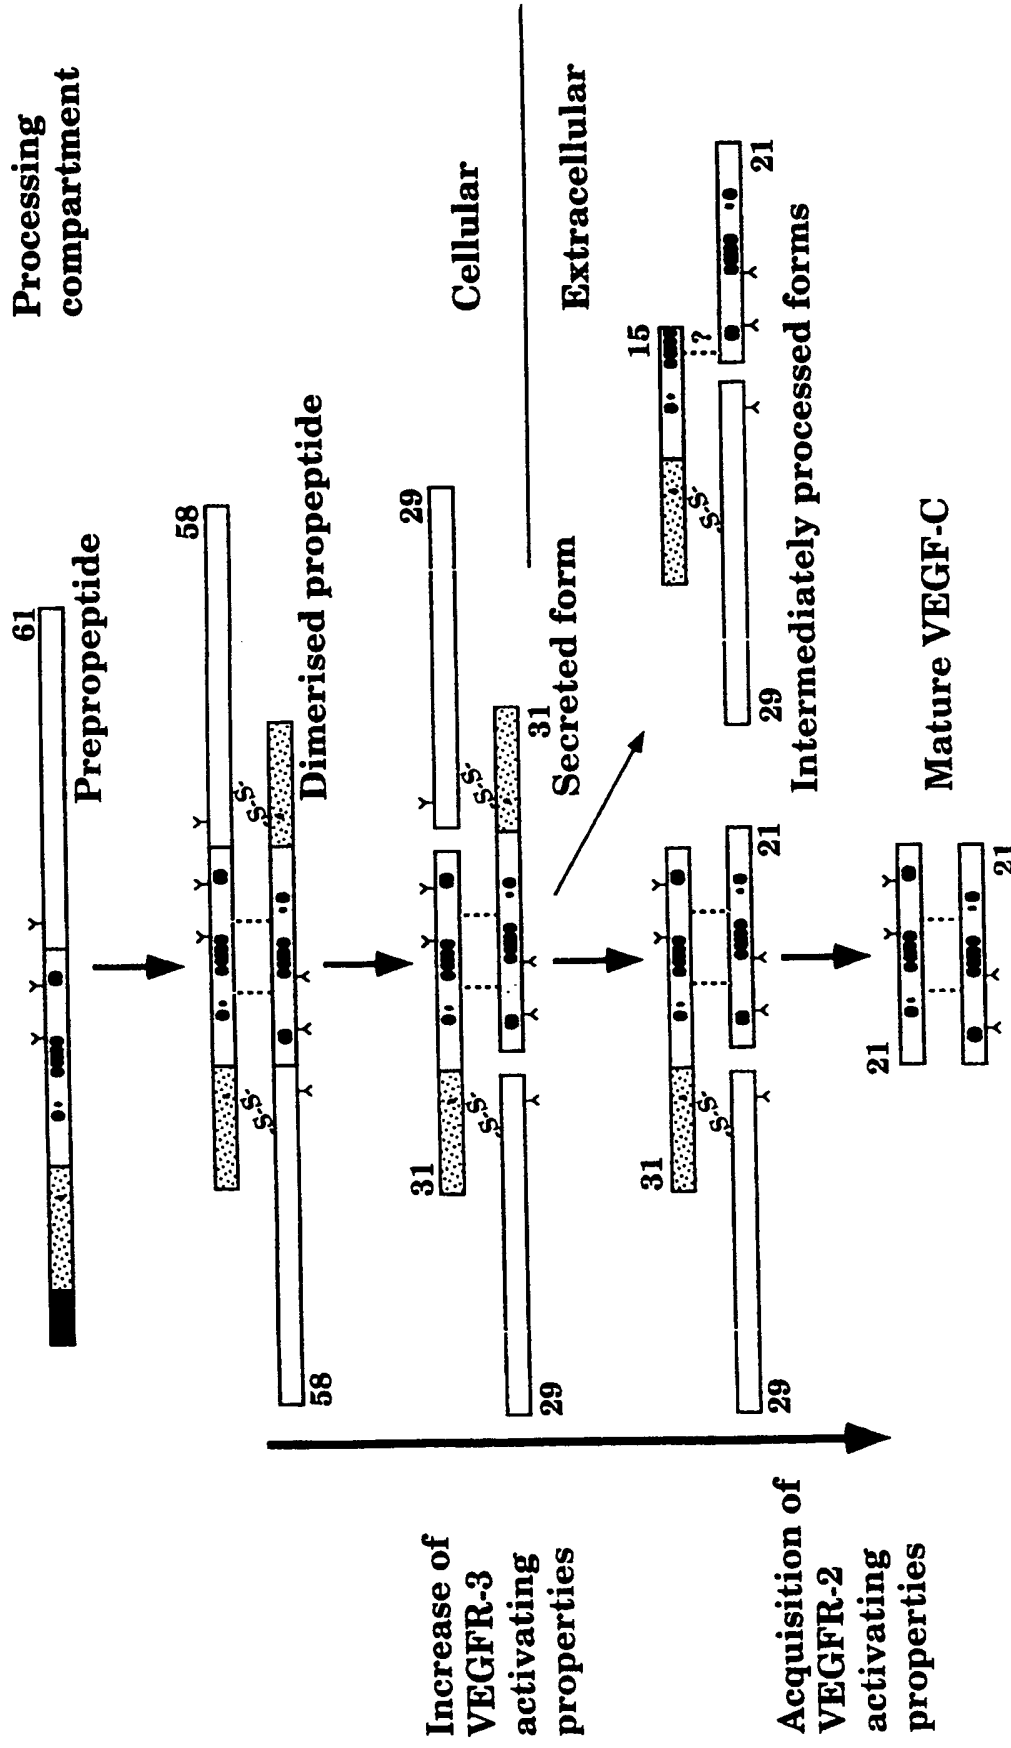 Processing
compartment
61
Prepropeptide
58
58
Dimerised propeptide
S-S-
S-S-
29
31
31
29
Secreted form
S-S-
S-S-
Cellular
Extracellular
31
21
29
S-S-
15
?
21
29
S-S-
Intermediately processed forms
21
21
Mature VEGF-C
Increase of
VEGFR-3
activating
properties
Acquisition of
VEGFR-2
activating
properties